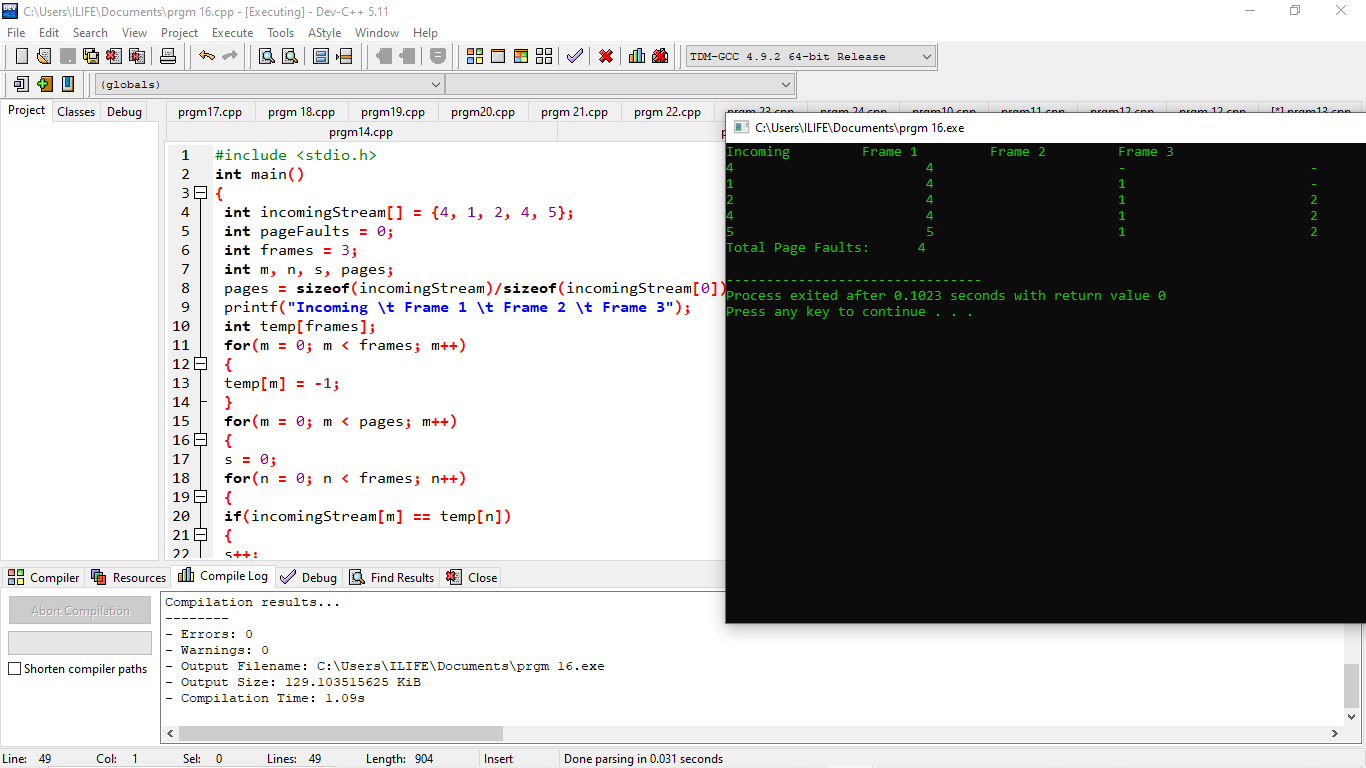 C:\Users\ILIFE\Documents\prgm 16.cpp - [Executing] - Dev-C++ 5.11
File Edit Search View Project Execute Tools AStyle Window Help
TDM-GCC 4.9.2 64-bit Release
(globals)
Project Classes Debug
prgm17.cpp prgm 18.cpp prgm19.cpp prgm20.cpp prgm 21.cpp prgm 22.cpp prgm 23.cpp prgm 24.cpp prgm10.cpp prgm11.cpp prgm12.cpp prgm 12.cpp [*] prgm13.cpp
prgm14.cpp
1 #include <stdio.h>
2 int main()
3 {
4 int incomingStream[] = {4, 1, 2, 4, 5};
5 int pageFaults = 0;
6 int frames = 3;
7 int m, n, s, pages;
8 pages = sizeof(incomingStream)/sizeof(incomingStream[0])
9 printf("Incoming \t Frame 1 \t Frame 2 \t Frame 3");
10 int temp[frames];
11 for(m = 0; m < frames; m++)
12 {
13 temp[m] = -1;
14 }
15 for(m = 0; m < pages; m++)
16 {
17 s = 0;
18 for(n = 0; n < frames; n++)
19 {
20 if(incomingStream[m] == temp[n])
21 {
22 s++;
C:\Users\ILIFE\Documents\prgm 16.exe
Incoming Frame 1 Frame 2 Frame 3
4 4 - -
1 4 1 -
2 4 1 2
4 4 1 2
5 5 1 2
Total Page Faults: 4
--------------------------------
Process exited after 0.1023 seconds with return value 0
Press any key to continue . . .
Compiler Resources Compile Log Debug Find Results Close
Abort Compilation
Shorten compiler paths
Compilation results...
--------
- Errors: 0
- Warnings: 0
- Output Filename: C:\Users\ILIFE\Documents\prgm 16.exe
- Output Size: 129.103515625 KiB
- Compilation Time: 1.09s
Line: 49 Col: 1 Sel: 0 Lines: 49 Length: 904 Insert Done parsing in 0.031 seconds